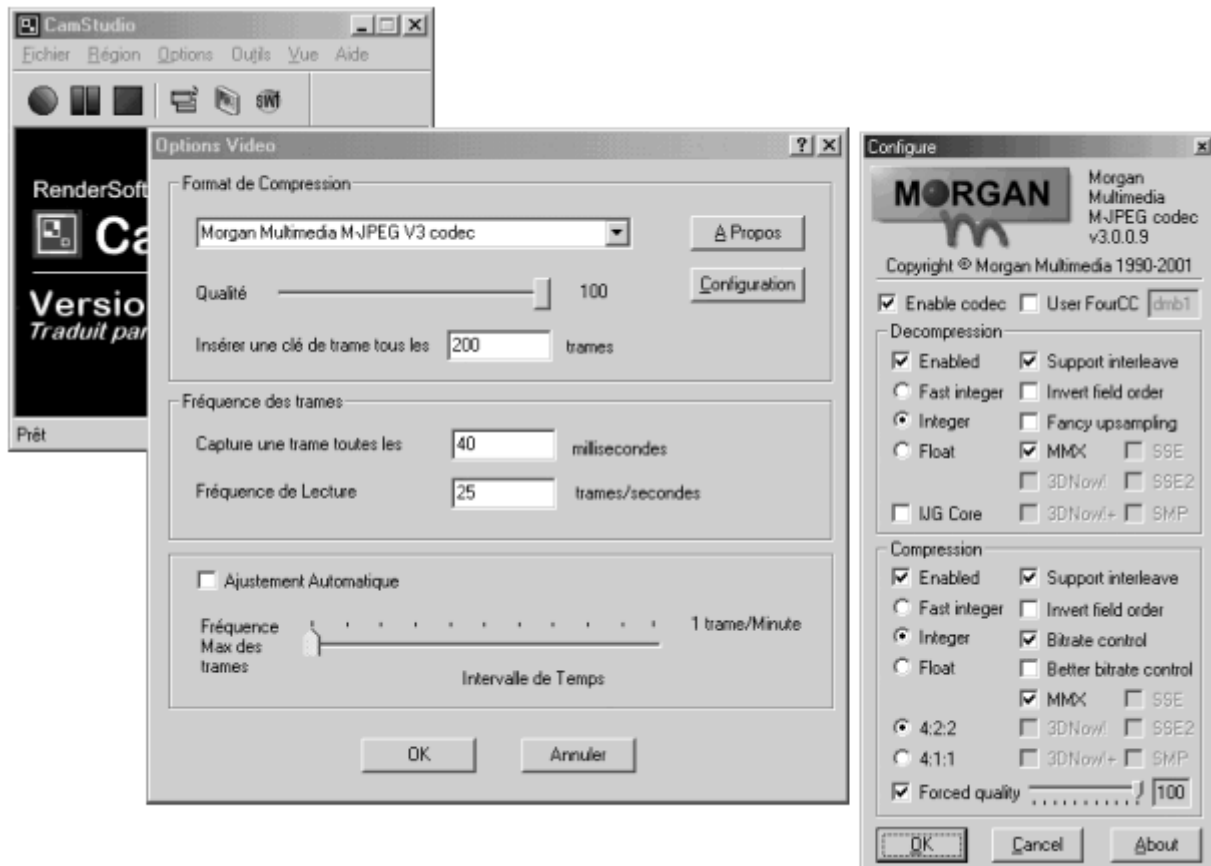 CamStudio
Fichier Région Options Outils Vue Aide
SWf
RenderSoft
Ca
Versio
Traduit par
Prêt
Options Video
Format de Compression
Morgan Multimedia M-JPEG V3 codec
A Propos
Qualité 100
Configuration
Insérer une clé de trame tous les 200 trames
Fréquence des trames
Capture une trame toutes les 40 millisecondes
Fréquence de Lecture 25 trames/secondes
Ajustement Automatique
Fréquence Max des trames
1 trame/Minute
Intervalle de Temps
OK Annuler
Configure
MORGAN
m
Morgan
Multimedia
M-JPEG codec
v3.0.0.9
Copyright © Morgan Multimedia 1990-2001
Enable codec User FourCC dmb1
Decompression
Enabled Support interleave
Fast integer Invert field order
Integer Fancy upsampling
Float MMX SSE
3DNow! SSE2
IJG Core 3DNow!+ SMP
Compression
Enabled Support interleave
Fast integer Invert field order
Integer Bitrate control
Float Better bitrate control
MMX SSE
4:2:2 3DNow! SSE2
4:1:1 3DNow!+ SMP
Forced quality 100
OK Cancel About